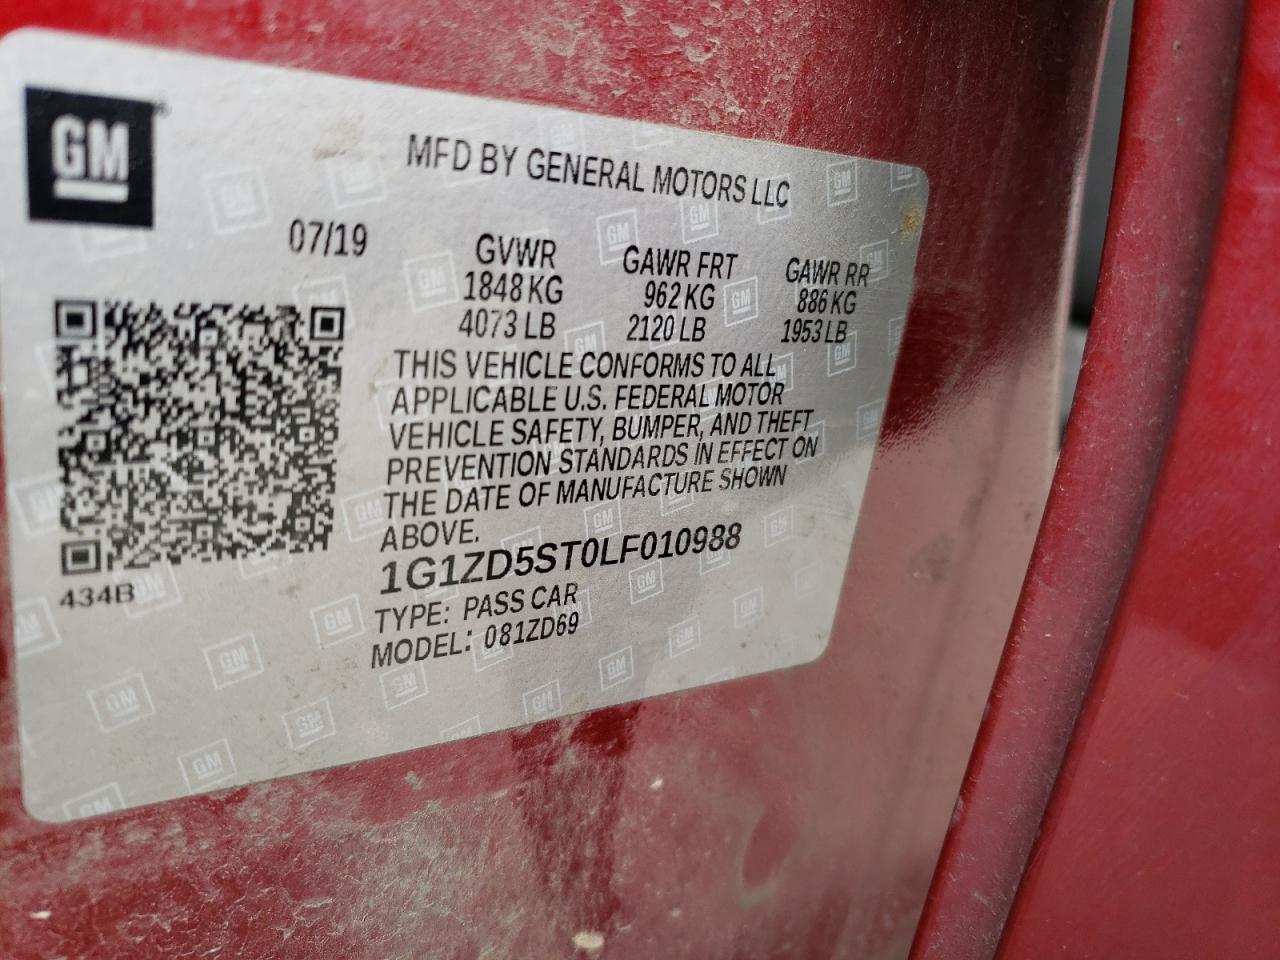 GM
MFD BY GENERAL MOTORS LLC
07/19
GVWR GAWR FRT GAWR RR
1848 KG 962 KG 886 KG
4073 LB 2120 LB 1953 LB
THIS VEHICLE CONFORMS TO ALL
APPLICABLE U.S. FEDERAL MOTOR
VEHICLE SAFETY, BUMPER, AND THEFT
PREVENTION STANDARDS IN EFFECT ON
THE DATE OF MANUFACTURE SHOWN
ABOVE.
1G1ZD5ST0LF010988
TYPE: PASS CAR
MODEL: 081ZD69
434B